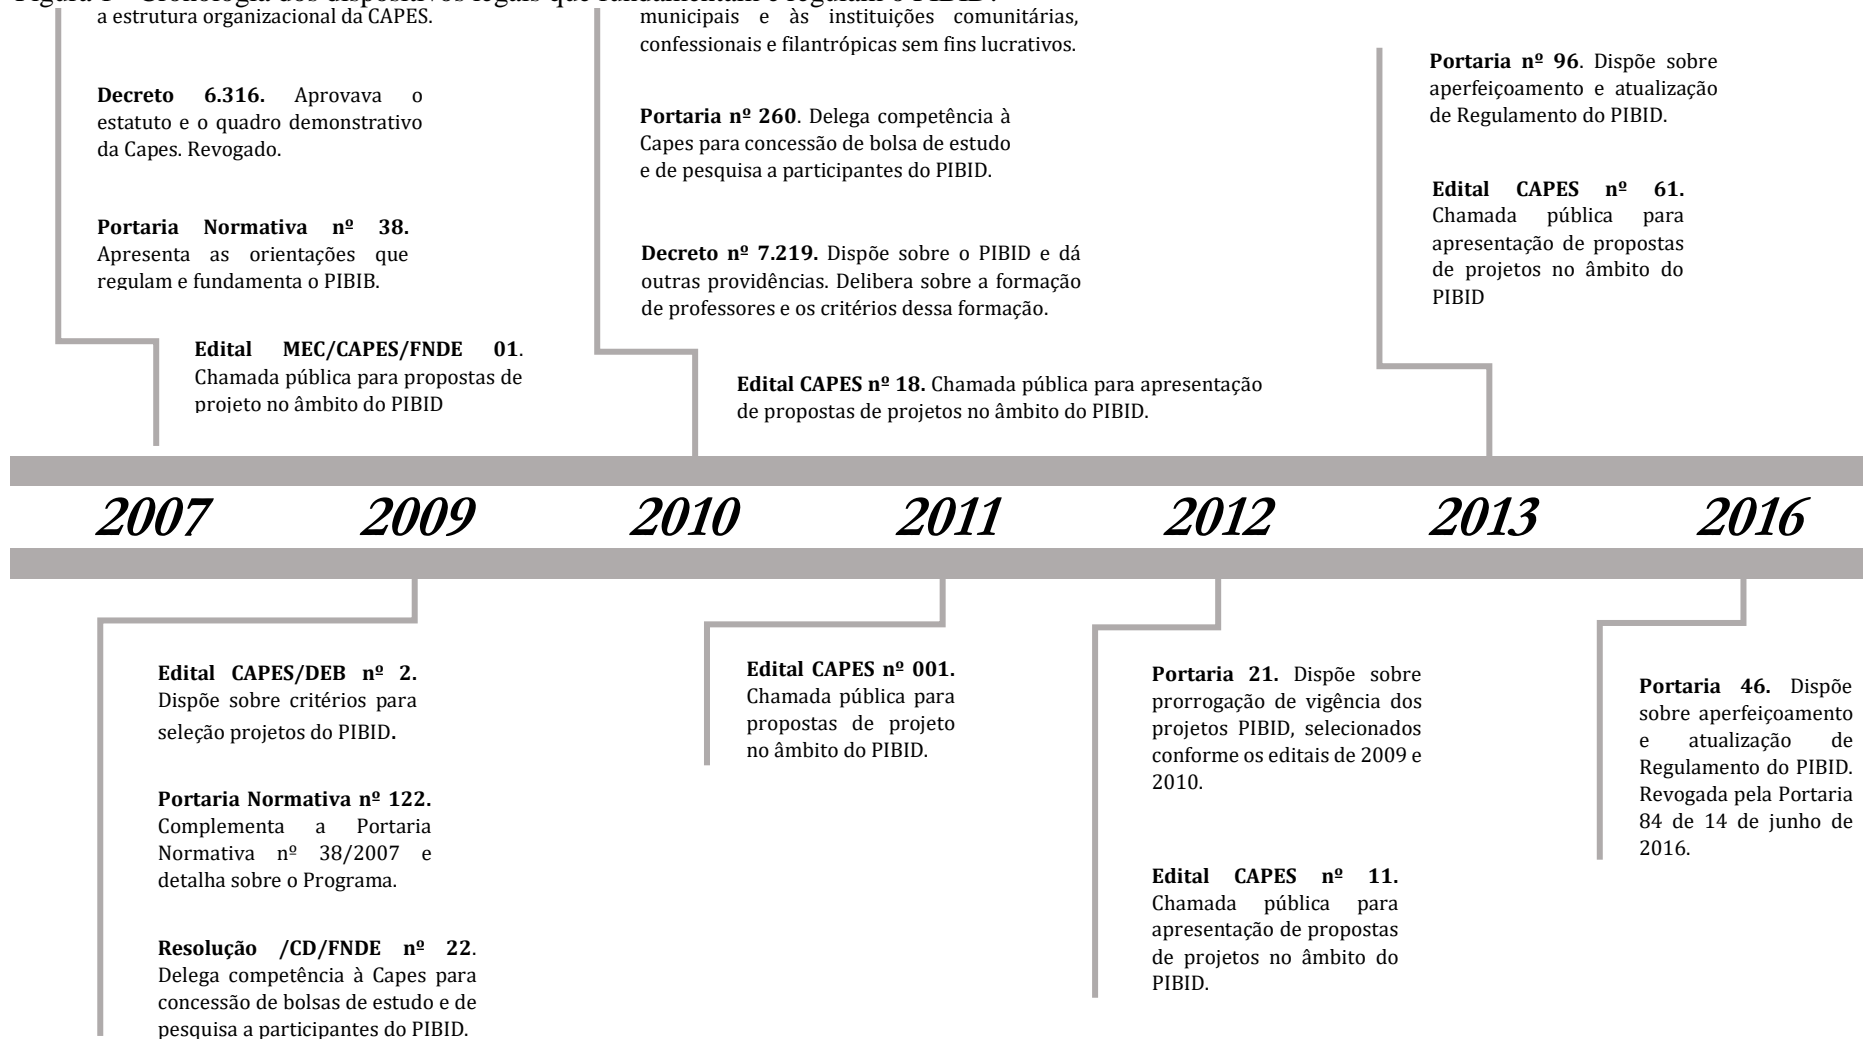 Figura 1 - Cronologia dos dispositivos legais que fundamentam e regulam o PIBID.
a estrutura organizacional da CAPES.
Decreto 6.316. Aprovava o
estatuto e o quadro demonstrativo
da Capes. Revogado.
Portaria Normativa nº 38.
Apresenta as orientações que
regulam e fundamenta o PIBIB.
Edital MEC/CAPES/FNDE 01.
Chamada pública para propostas de
projeto no âmbito do PIBID
municipais e às instituições comunitárias,
confessionais e filantrópicas sem fins lucrativos.
Portaria nº 260. Delega competência à
Capes para concessão de bolsa de estudo
e de pesquisa a participantes do PIBID.
Decreto nº 7.219. Dispõe sobre o PIBID e dá
outras providências. Delibera sobre a formação
de professores e os critérios dessa formação.
Edital CAPES nº 18. Chamada pública para apresentação
de propostas de projetos no âmbito do PIBID.
Portaria nº 96. Dispõe sobre
aperfeiçoamento e atualização
de Regulamento do PIBID.
Edital CAPES nº 61.
Chamada pública para
apresentação de propostas
de projetos no âmbito do
PIBID
2007 2009 2010 2011 2012 2013 2016
Edital CAPES/DEB nº 2.
Dispõe sobre critérios para
seleção projetos do PIBID.
Portaria Normativa nº 122.
Complementa a Portaria
Normativa nº 38/2007 e
detalha sobre o Programa.
Resolução /CD/FNDE nº 22.
Delega competência à Capes para
concessão de bolsas de estudo e de
pesquisa a participantes do PIBID.
Edital CAPES nº 001.
Chamada pública para
propostas de projeto
no âmbito do PIBID.
Portaria 21. Dispõe sobre
prorrogação de vigência dos
projetos PIBID, selecionados
conforme os editais de 2009 e
2010.
Edital CAPES nº 11.
Chamada pública para
apresentação de propostas
de projetos no âmbito do
PIBID.
Portaria 46. Dispõe
sobre aperfeiçoamento
e atualização de
Regulamento do PIBID.
Revogada pela Portaria
84 de 14 de junho de
2016.